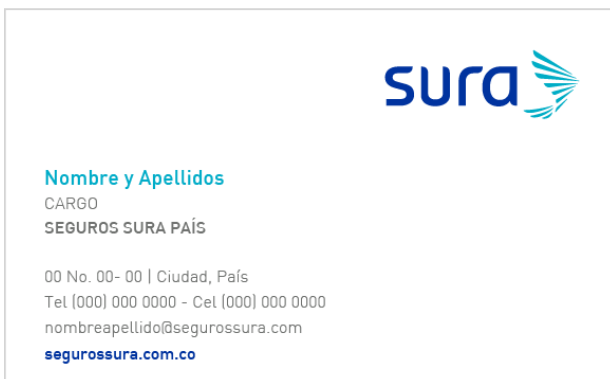 sura
Nombre y Apellidos
CARGO
SEGUROS SURA PAÍS
00 No. 00- 00 | Ciudad, País
Tel (000) 000 0000 - Cel (000) 000 0000
nombreapellido@segurossura.com
segurossura.com.co